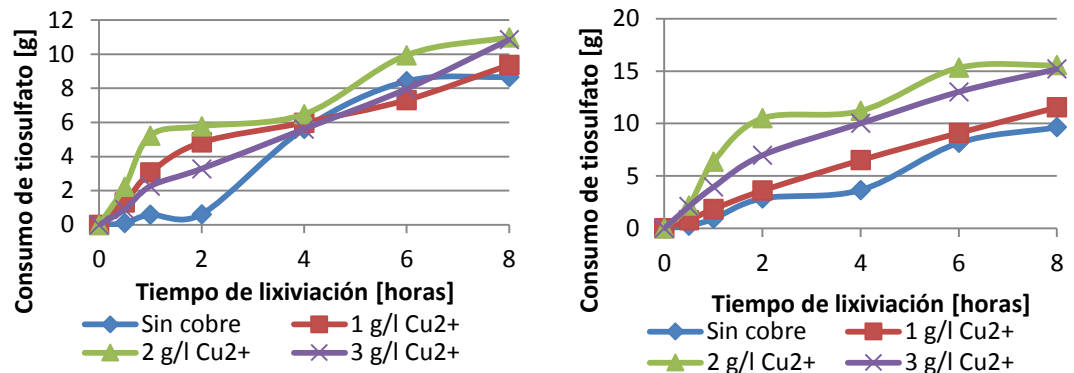 Consumo de tiosulfato [g]
12
10
8
6
4
2
0
0 2 4 6 8
Tiempo de lixiviación [horas]
Sin cobre 1 g/l Cu2+
2 g/l Cu2+ 3 g/l Cu2+
Consumo de tiosulfato [g]
20
15
10
5
0
0 2 4 6 8
Tiempo de lixiviación [horas]
Sin cobre 1 g/l Cu2+
2 g/l Cu2+ 3 g/l Cu2+